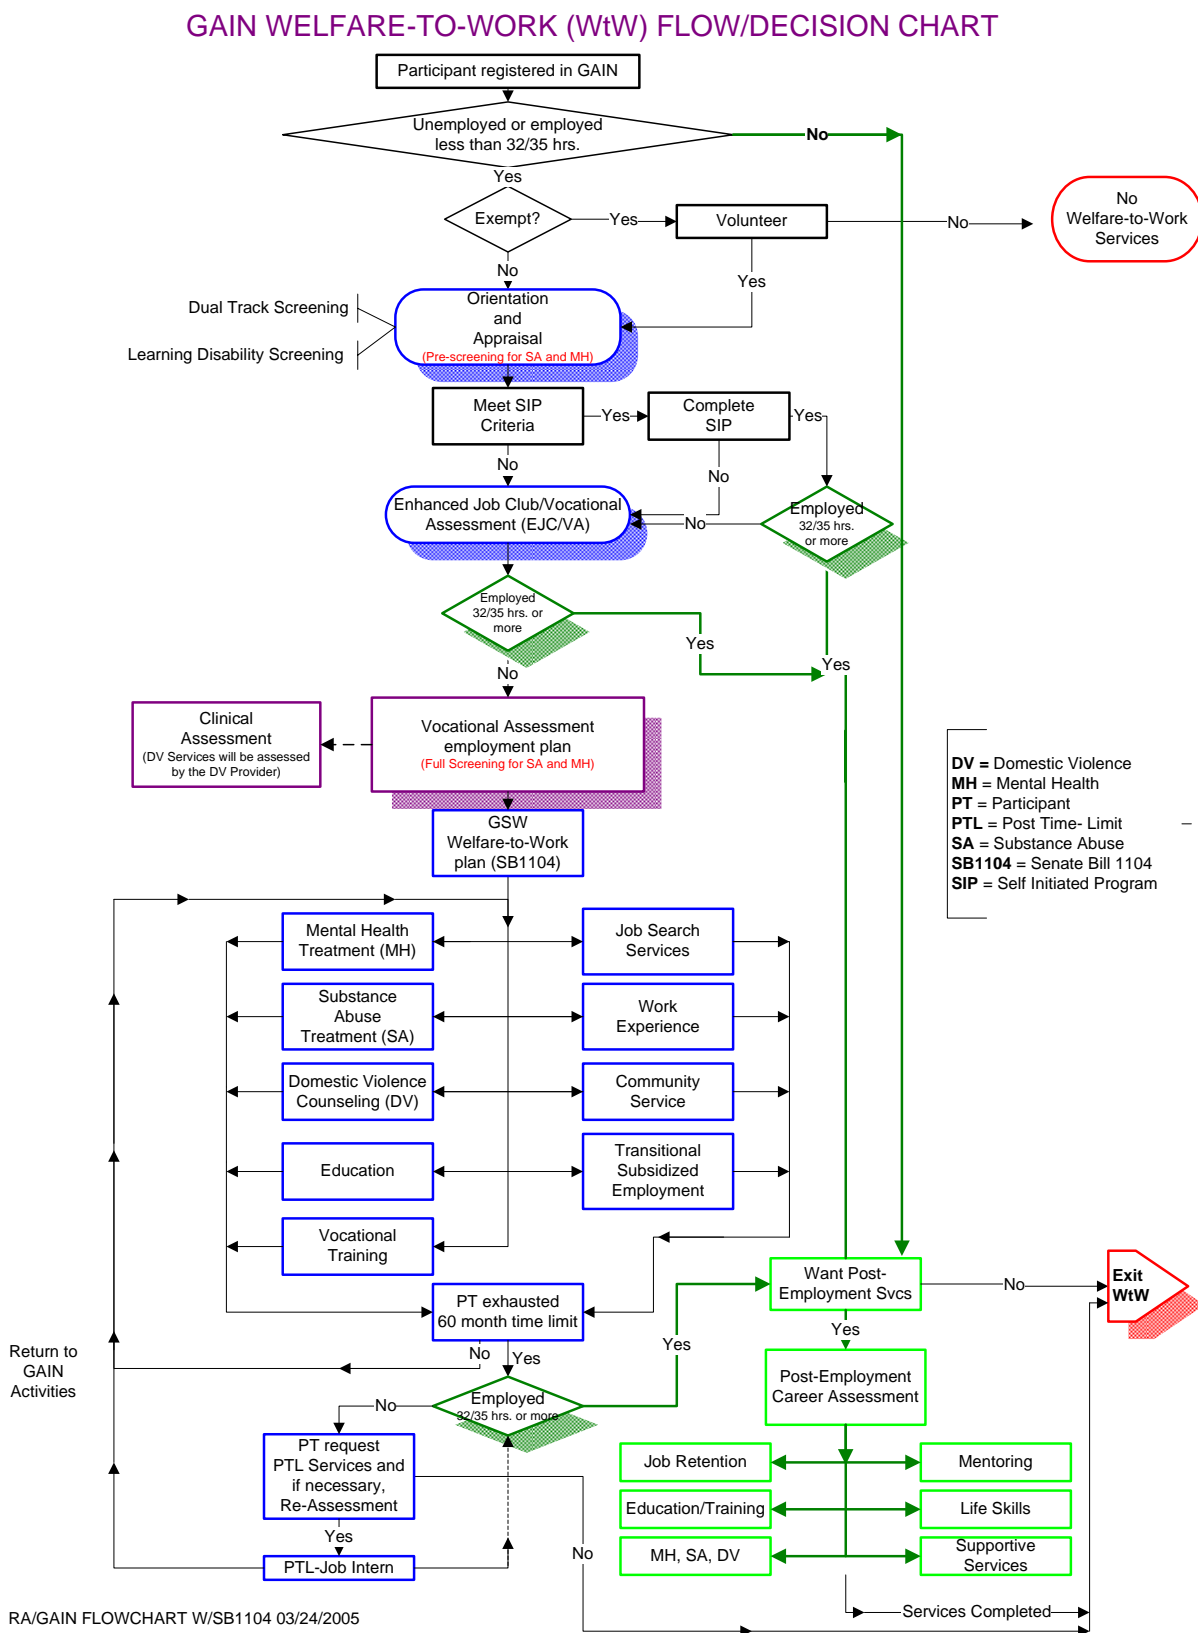 GAIN WELFARE-TO-WORK (WtW) FLOW/DECISION CHART
Participant registered in GAIN
Unemployed or employed
less than 32/35 hrs.
No
Yes
Exempt?
Yes
Volunteer
No
No
Welfare-to-Work
Services
No
Yes
Dual Track Screening
Learning Disability Screening
Orientation
and
Appraisal
(Pre-screening for SA and MH)
Meet SIP
Criteria
Yes
Complete
SIP
Yes
No
No
Enhanced Job Club/Vocational
Assessment (EJC/VA)
No
Employed
32/35 hrs.
or more
Employed
32/35 hrs. or
more
Yes
Yes
No
Clinical
Assessment
(DV Services will be assessed
by the DV Provider)
Vocational Assessment
employment plan
(Full Screening for SA and MH)
DV = Domestic Violence
MH = Mental Health
PT = Participant
PTL = Post Time- Limit
SA = Substance Abuse
SB1104 = Senate Bill 1104
SIP = Self Initiated Program
GSW
Welfare-to-Work
plan (SB1104)
Mental Health
Treatment (MH)
Job Search
Services
Substance
Abuse
Treatment (SA)
Work
Experience
Domestic Violence
Counseling (DV)
Community
Service
Education
Transitional
Subsidized
Employment
Vocational
Training
PT exhausted
60 month time limit
Want Post-
Employment Svcs
No
Exit
WtW
Return to
GAIN
Activities
No
Yes
Yes
Yes
Employed
32/35 hrs. or more
No
Post-Employment
Career Assessment
PT request
PTL Services and
if necessary,
Re-Assessment
Yes
PTL-Job Intern
No
Job Retention
Mentoring
Education/Training
Life Skills
MH, SA, DV
Supportive
Services
Services Completed
RA/GAIN FLOWCHART W/SB1104 03/24/2005